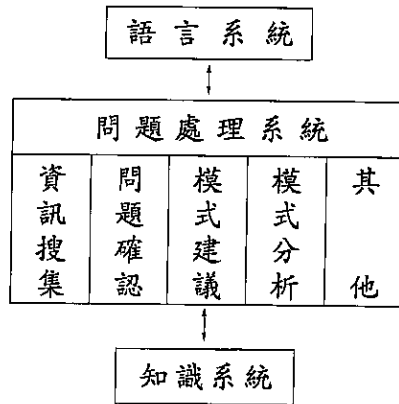 語言系統
問題處理系統
資訊搜集
問題確認
模式建議
模式分析
其他
知識系統